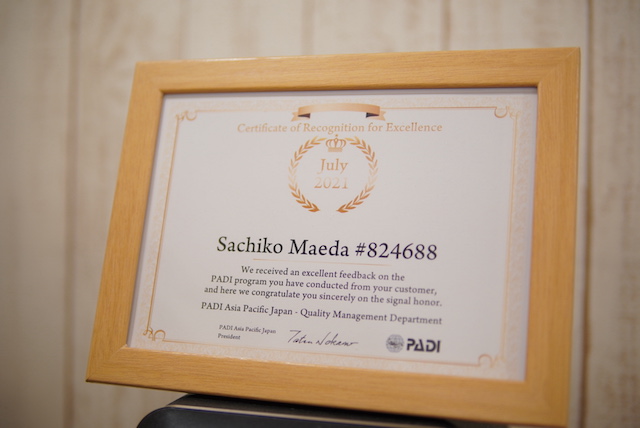 Certificate of Recognition for Excellence
July
2021
Sachiko Maeda #824688
We received an excellent feedback on the
PADI program you have conducted from your customer,
and here we congratulate you sincerely on the signal honor.
PADI Asia Pacific Japan - Quality Management Department
PADI Asia Pacific Japan
President
PADI